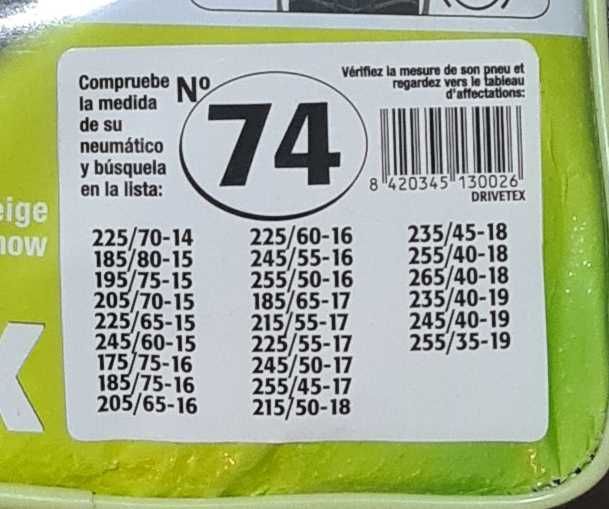 Compruebe
la medida
de su
neumático
y búsquela
en la lista:
Nº
74
Vérifiez la mesure de son pneu et
regardez vers le tableau
d'affectations:
8 420345 130026
DRIVETEX
225/70-14
185/80-15
195/75-15
205/70-15
225/65-15
245/60-15
175/75-16
185/75-16
205/65-16
225/60-16
245/55-16
255/50-16
185/65-17
215/55-17
225/55-17
245/50-17
255/45-17
215/50-18
235/45-18
255/40-18
265/40-18
235/40-19
245/40-19
255/35-19
eige
now